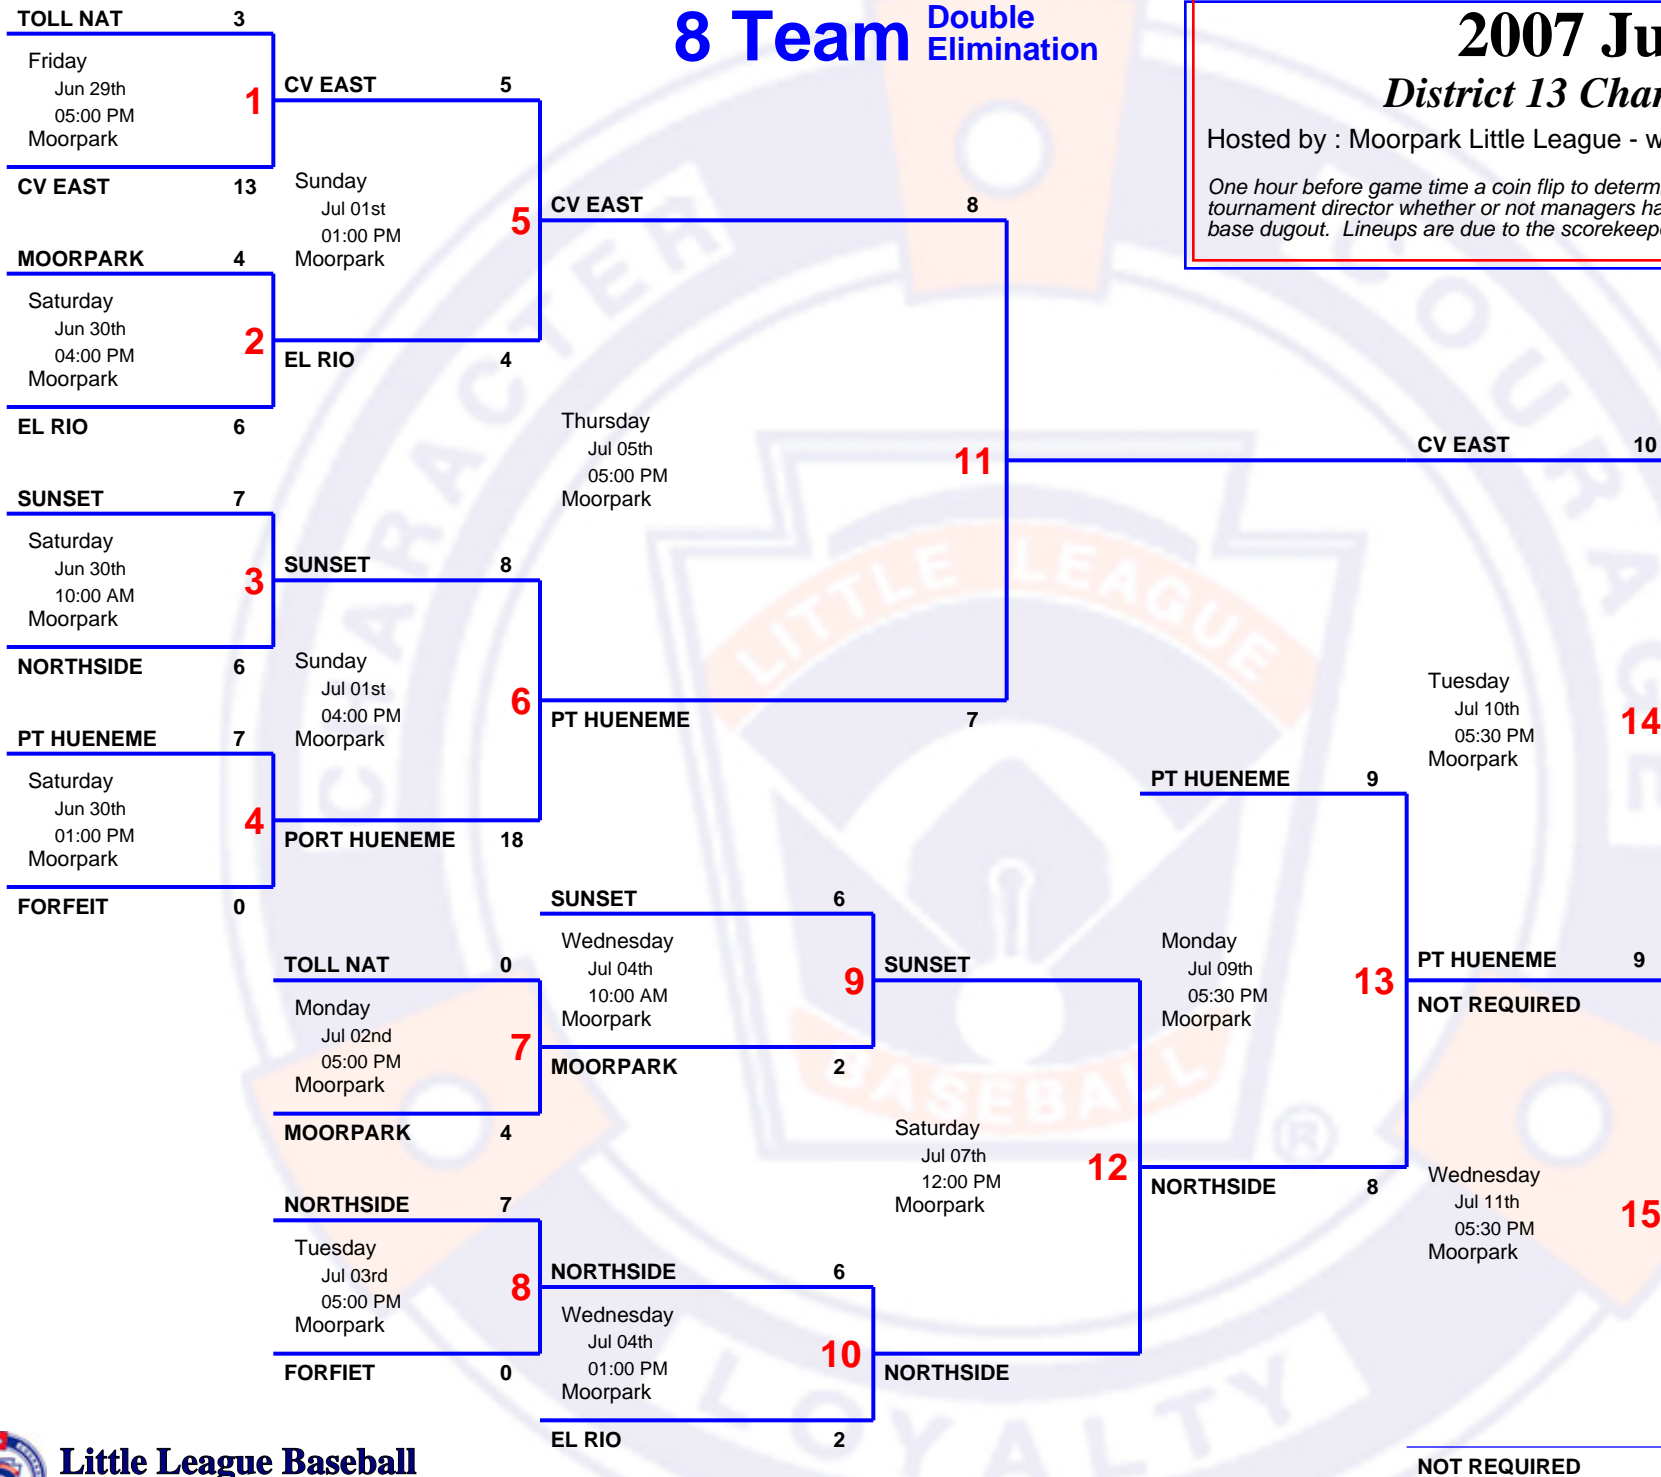 8 Team Double Elimination
2007 Ju
District 13 Char
Hosted by : Moorpark Little League - w
One hour before game time a coin flip to determ
tournament director whether or not managers ha
base dugout. Lineups are due to the scorekeep
TOLL NAT 3
Friday
Jun 29th
05:00 PM
Moorpark
1
CV EAST 13
MOORPARK 4
Saturday
Jun 30th
04:00 PM
Moorpark
2
EL RIO 6
SUNSET 7
Saturday
Jun 30th
10:00 AM
Moorpark
3
NORTHSIDE 6
PT HUENEME 7
Saturday
Jun 30th
01:00 PM
Moorpark
4
FORFEIT 0
CV EAST 5
Sunday
Jul 01st
01:00 PM
Moorpark
5
EL RIO 4
SUNSET 8
Sunday
Jul 01st
04:00 PM
Moorpark
6
PORT HUENEME 18
TOLL NAT 0
Monday
Jul 02nd
05:00 PM
Moorpark
7
MOORPARK 4
NORTHSIDE 7
Tuesday
Jul 03rd
05:00 PM
Moorpark
8
FORFIET 0
CV EAST 8
Thursday
Jul 05th
05:00 PM
Moorpark
11
PT HUENEME 7
SUNSET 6
Wednesday
Jul 04th
10:00 AM
Moorpark
9
MOORPARK 2
NORTHSIDE 6
Wednesday
Jul 04th
01:00 PM
Moorpark
10
EL RIO 2
SUNSET
Saturday
Jul 07th
12:00 PM
Moorpark
12
NORTHSIDE
PT HUENEME 9
Monday
Jul 09th
05:30 PM
Moorpark
13
NORTHSIDE 8
CV EAST 10
Tuesday
Jul 10th
05:30 PM
Moorpark
14
PT HUENEME 9
NOT REQUIRED
Wednesday
Jul 11th
05:30 PM
Moorpark
15
NOT REQUIRED
Little League Baseball
CHARACTER
COURAGE
LOYALTY
LITTLE LEAGUE
BASEBALL
®